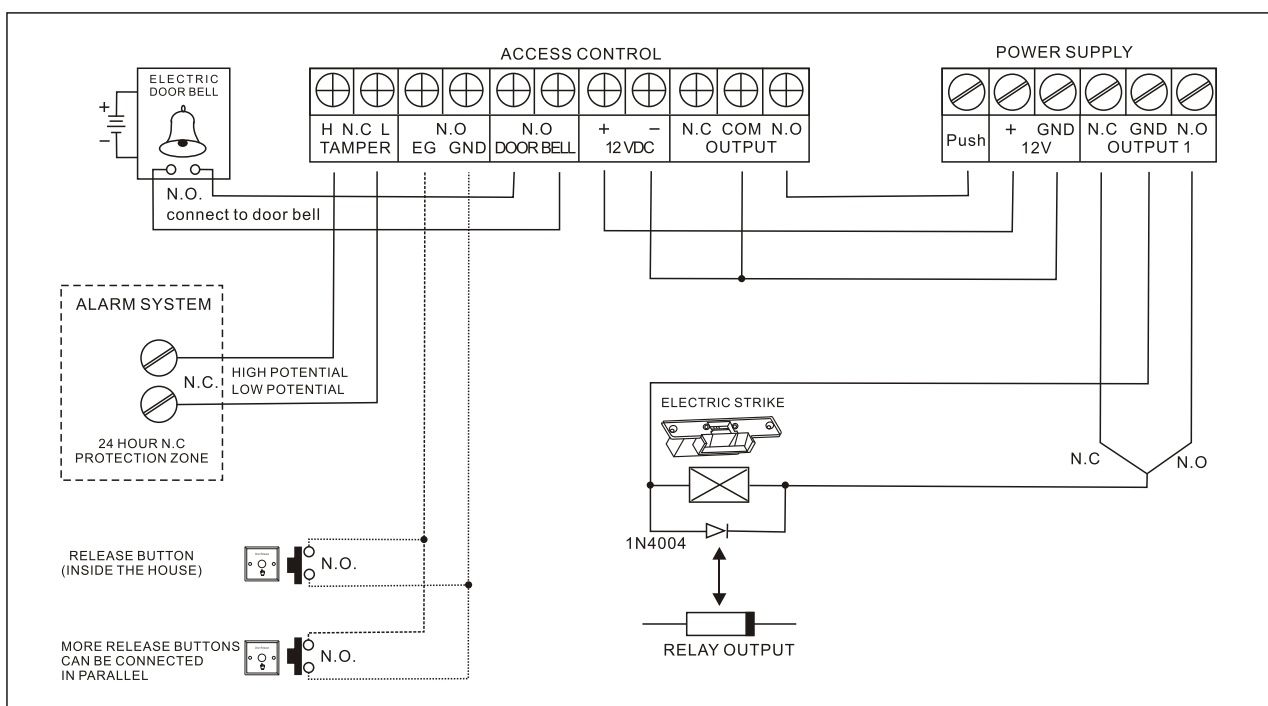 ACCESS CONTROL
POWER SUPPLY
ELECTRIC
DOOR BELL
+
−
H N.C L
TAMPER
N.O
EG GND
N.O
DOOR BELL
+ −
12 VDC
N.C COM N.O
OUTPUT
Push
+ GND
12V
N.C GND N.O
OUTPUT 1
N.O.
connect to door bell
ALARM SYSTEM
N.C.
HIGH POTENTIAL
LOW POTENTIAL
24 HOUR N.C
PROTECTION ZONE
ELECTRIC STRIKE
N.C
N.O
1N4004
RELAY OUTPUT
RELEASE BUTTON
(INSIDE THE HOUSE)
N.O.
MORE RELEASE BUTTONS
CAN BE CONNECTED
IN PARALLEL
N.O.